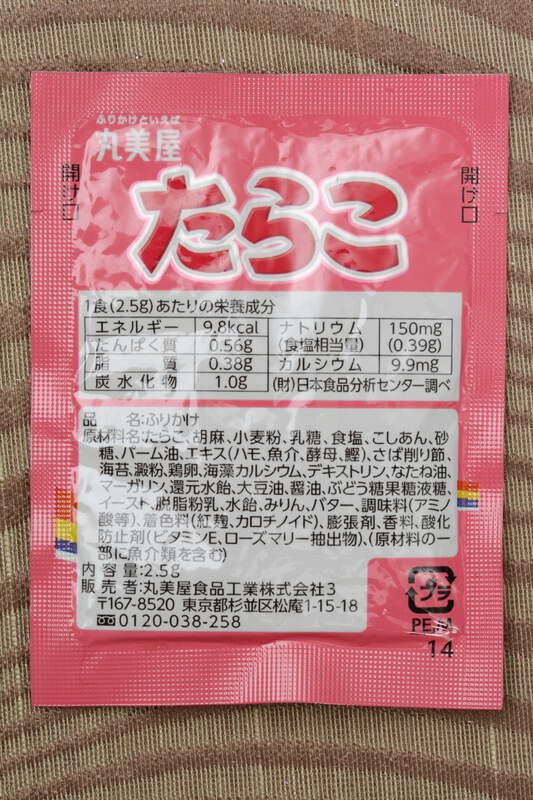 ふりかけといえば
丸美屋
開け口
開け口
たらこ
1食(2.5g)あたりの栄養成分
エネルギー 9.8kcal ナトリウム 150mg
たんぱく質 0.56g (食塩相当量) (0.39g)
脂質 0.38g カルシウム 9.9mg
炭水化物 1.0g (財)日本食品分析センター調べ
品名:ふりかけ
原材料名:たらこ、胡麻、小麦粉、乳糖、食塩、こしあん、砂
糖、パーム油、エキス(ハモ、魚介、酵母、鰹)、さば削り節、
海苔、澱粉、鶏卵、海藻カルシウム、デキストリン、なたね油、
マーガリン、還元水飴、大豆油、醤油、ぶどう糖果糖液糖、
イースト、脱脂粉乳、水飴、みりん、バター、調味料(アミノ
酸等)、着色料(紅麹、カロチノイド)、膨張剤、香料、酸化
防止剤(ビタミンE、ローズマリー抽出物)、(原材料の一
部に魚介類を含む)
内容量:2.5g
販売者:丸美屋食品工業株式会社3
〒167-8520 東京都杉並区松庵1-15-18
0120-038-258
プラ
PE,M
14